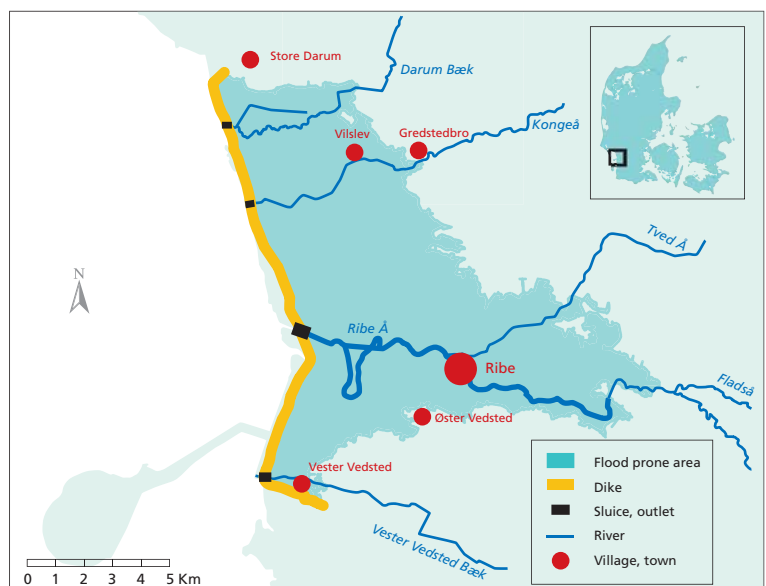 Store Darum
Darum Bæk
Vilslev
Gredstedbro
Kongeå
Tved Å
N
Ribe Å
Ribe
Fladså
Øster Vedsted
Vester Vedsted
Vester Vedsted Bæk
Flood prone area
Dike
Sluice, outlet
River
Village, town
0 1 2 3 4 5 Km